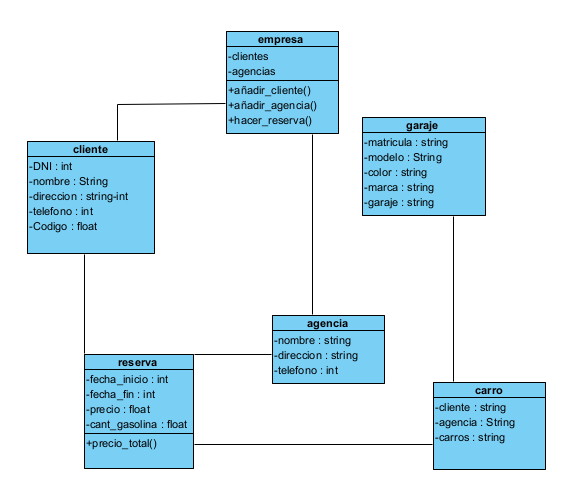 empresa
-clientes
-agencias
+añadir_cliente()
+añadir_agencia()
+hacer_reserva()
garaje
-matricula : string
-modelo : String
-color : string
-marca : string
-garaje : string
cliente
-DNI : int
-nombre : String
-direccion : string-int
-telefono : int
-Codigo : float
agencia
-nombre : string
-direccion : string
-telefono : int
reserva
-fecha_inicio : int
-fecha_fin : int
-precio : float
-cant_gasolina : float
+precio_total()
carro
-cliente : string
-agencia : String
-carros : string